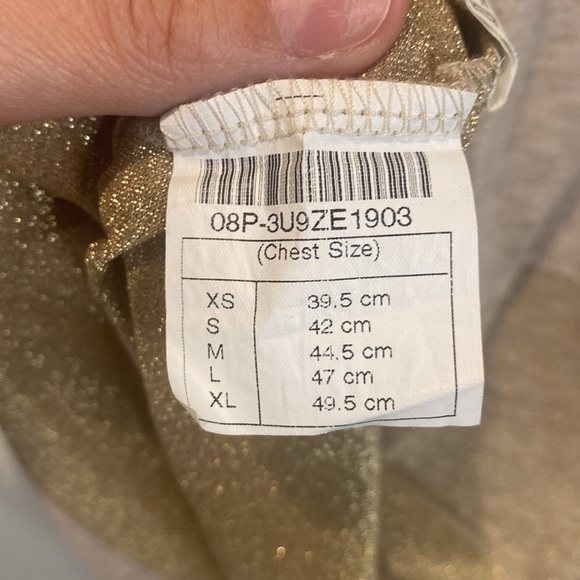 08P-3U9ZE1903
(Chest Size)
XS 39.5 cm
S 42 cm
M 44.5 cm
L 47 cm
XL 49.5 cm